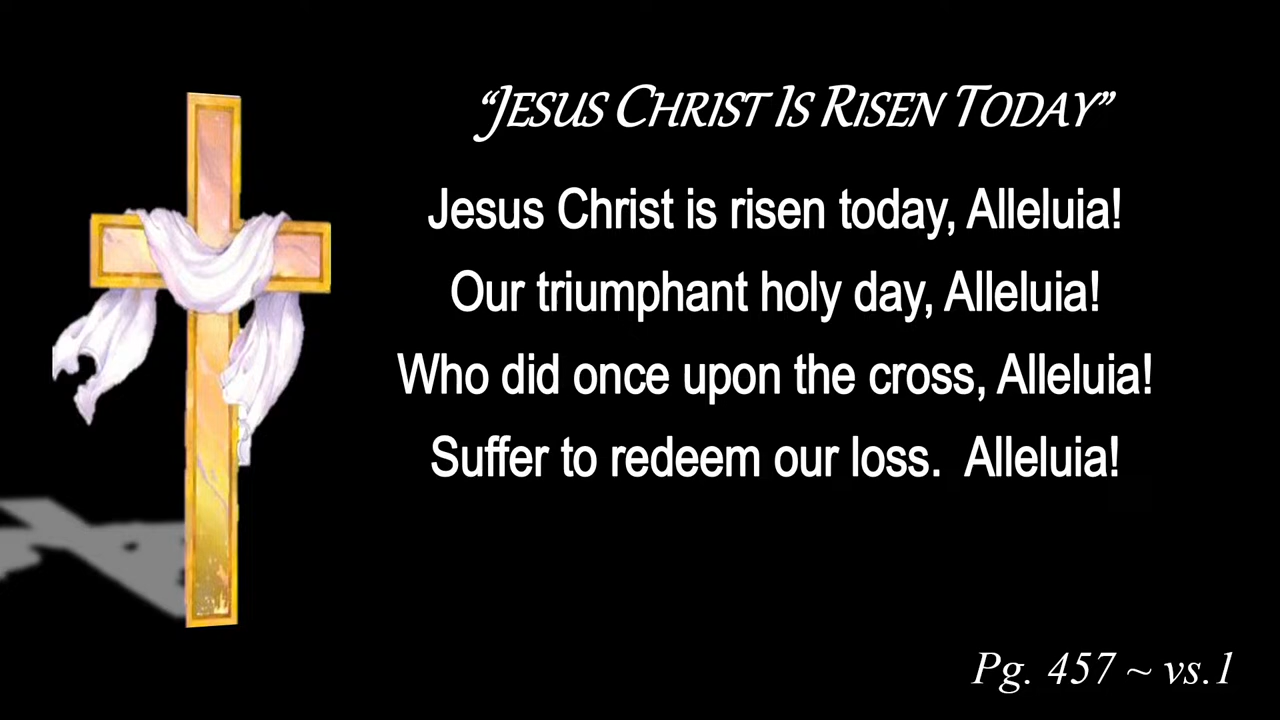 “JESUS CHRIST IS RISEN TODAY”
Jesus Christ is risen today, Alleluia!
Our triumphant holy day, Alleluia!
Who did once upon the cross, Alleluia!
Suffer to redeem our loss.  Alleluia!
Pg. 457 ~ vs.1